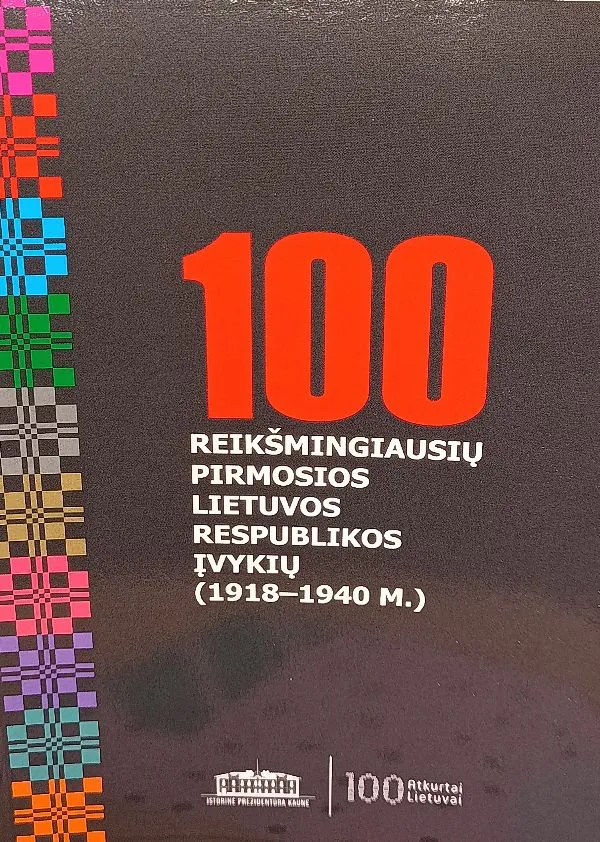 100
REIKŠMINGIAUSIŲ
PIRMOSIOS
LIETUVOS
RESPUBLIKOS
ĮVYKIŲ
(1918–1940 M.)
ISTORINĖ PREZIDENTŪRA KAUNE
100 Atkurtai
Lietuvai